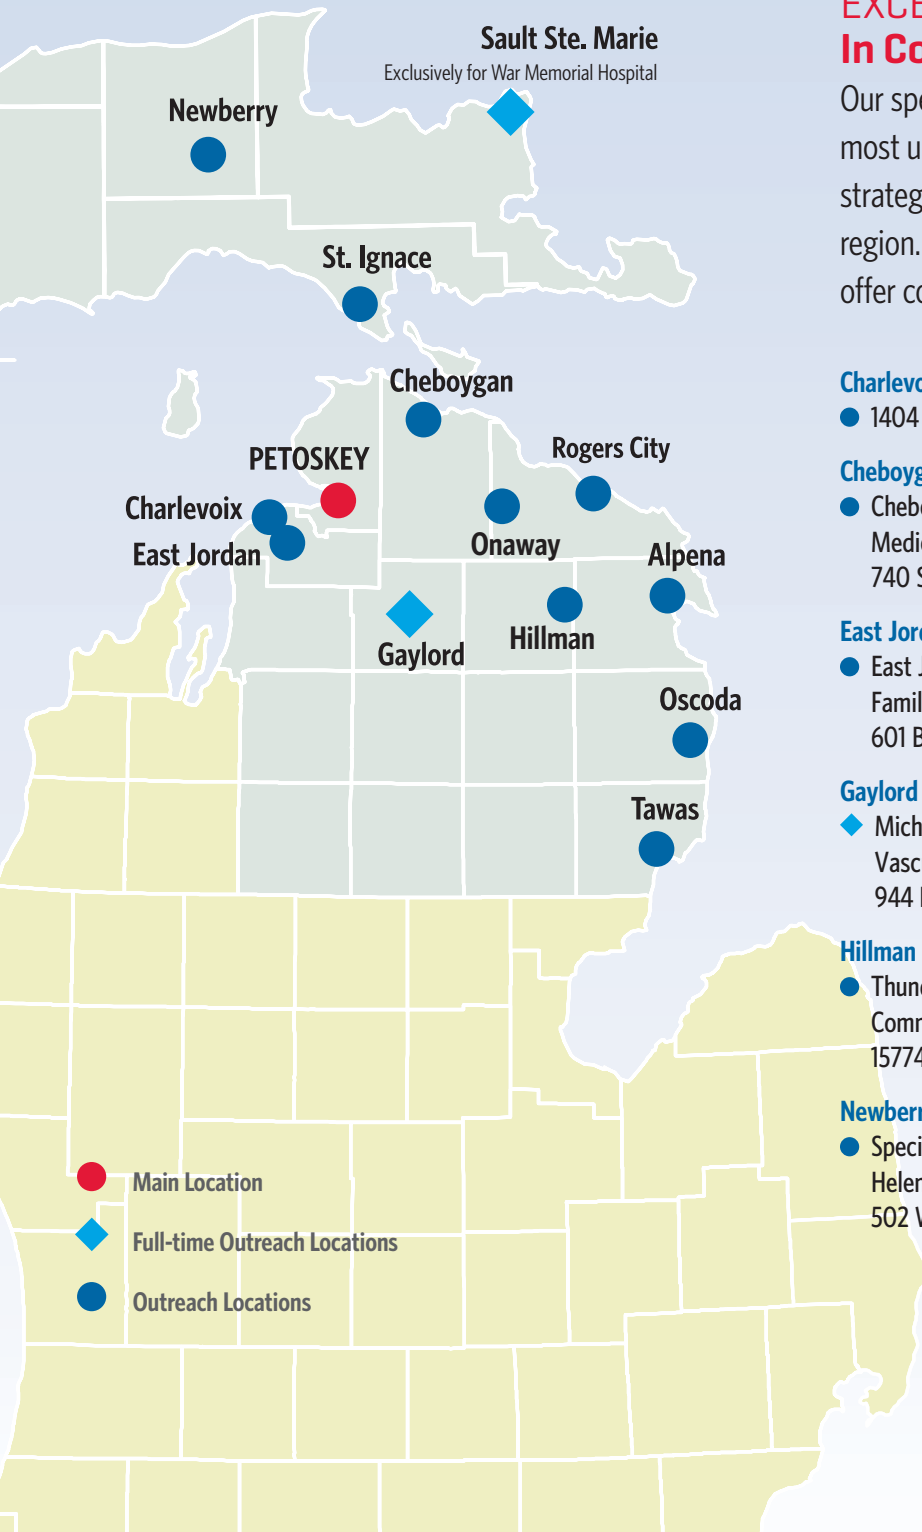 Sault Ste. Marie
Exclusively for War Memorial Hospital
Newberry
St. Ignace
Cheboygan
Rogers City
PETOSKEY
Charlevoix
Onaway
East Jordan
Alpena
Hillman
Gaylord
Oscoda
Tawas
Main Location
Full-time Outreach Locations
Outreach Locations
In
Our
most
strateg
region.
offer
Charlevo
1404
Cheboyg
Chebo
Medi
740
East Jord
East
Famil
601
Gaylord
Mich
Vasc
944
Hillman
Thun
Comm
15774
Newberr
Speci
Helen
502